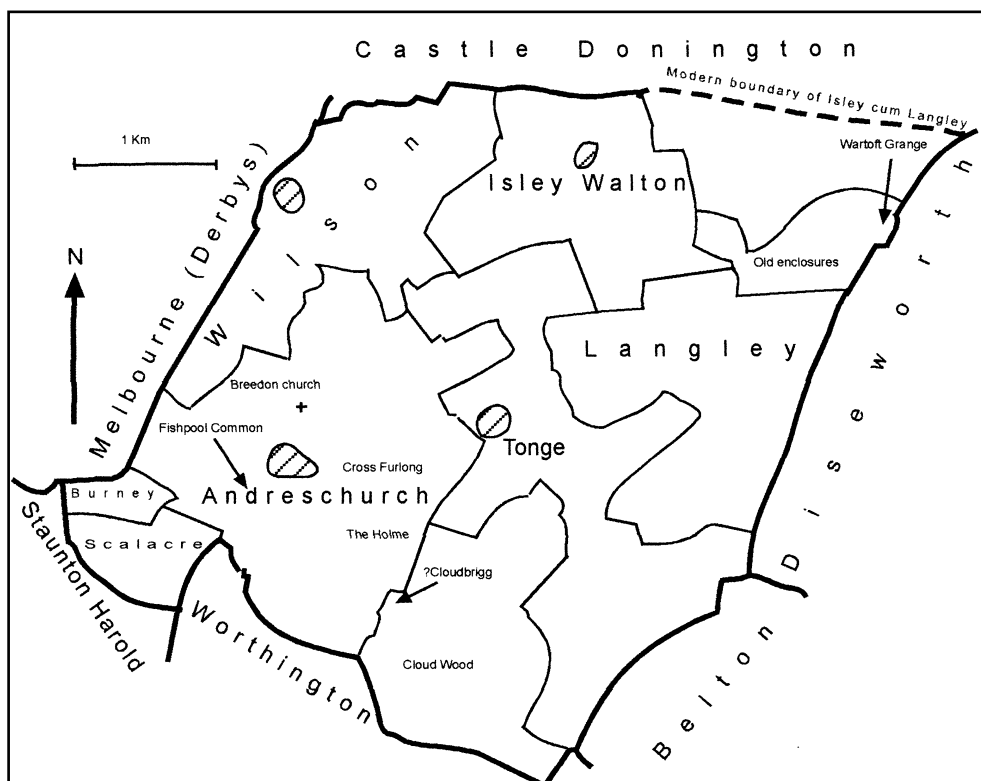 Castle Donington
Modern boundary of Isley cum Langley
1 Km
Wartoft Grange
Isley Walton
Wilson
Melbourne (Derbys)
N
Old enclosures
Diseworth
Langley
Breedon church
Fishpool Common
Tonge
Cross Furlong
Burney
Andreschurch
Scalacre
The Holme
Staunton Harold
?Cloudbrigg
Worthington
Cloud Wood
Belton